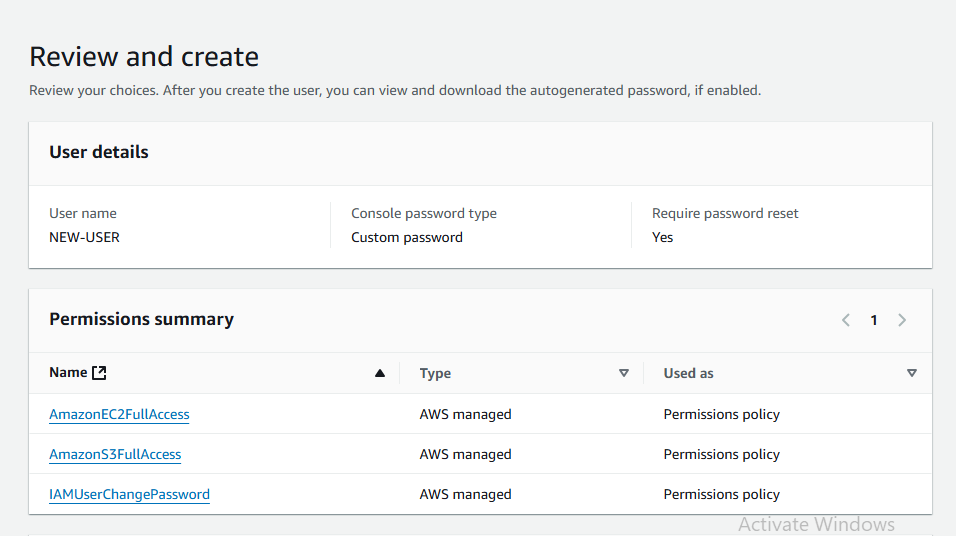 Review and create
Review your choices. After you create the user, you can view and download the autogenerated password, if enabled.
User details
User name
Console password type
Require password reset
NEW-USER
Custom password
Yes
Permissions summary
1
Name
Type
Used as
AmazonEC2FullAccess
AWS managed
Permissions policy
AmazonS3FullAccess
AWS managed
Permissions policy
IAMUserChangePassword
AWS managed
Permissions policy
Activate Windows